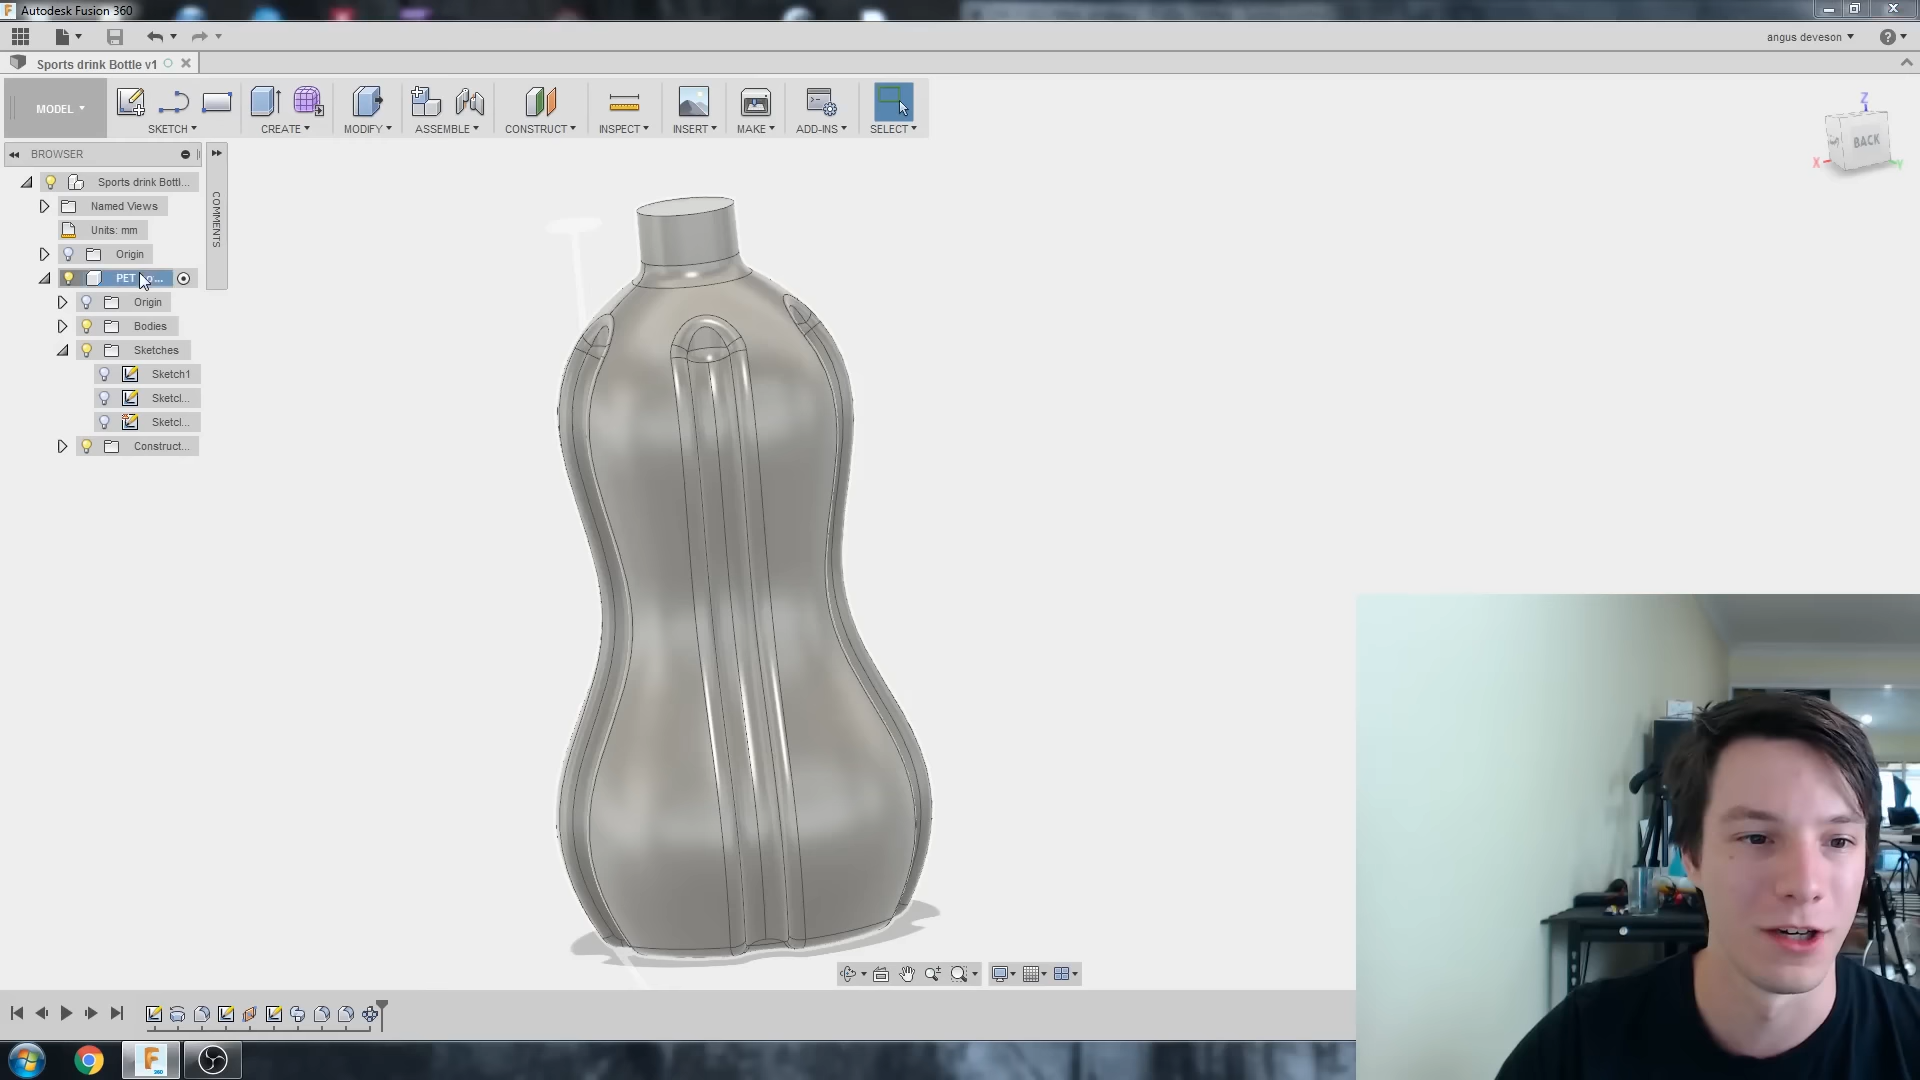 Autodesk Fusion 360
angus deveson
Sports drink Bottle v1
MODEL
SKETCH
CREATE
MODIFY
ASSEMBLE
CONSTRUCT
INSPECT
INSERT
MAKE
ADD-INS
SELECT
Z
BACK
X
Y
BROWSER
COMMENTS
Sports drink Bottl...
Named Views
Units: mm
Origin
PET
Origin
Bodies
Sketches
Sketch1
Sketcl...
Sketcl...
Construct...